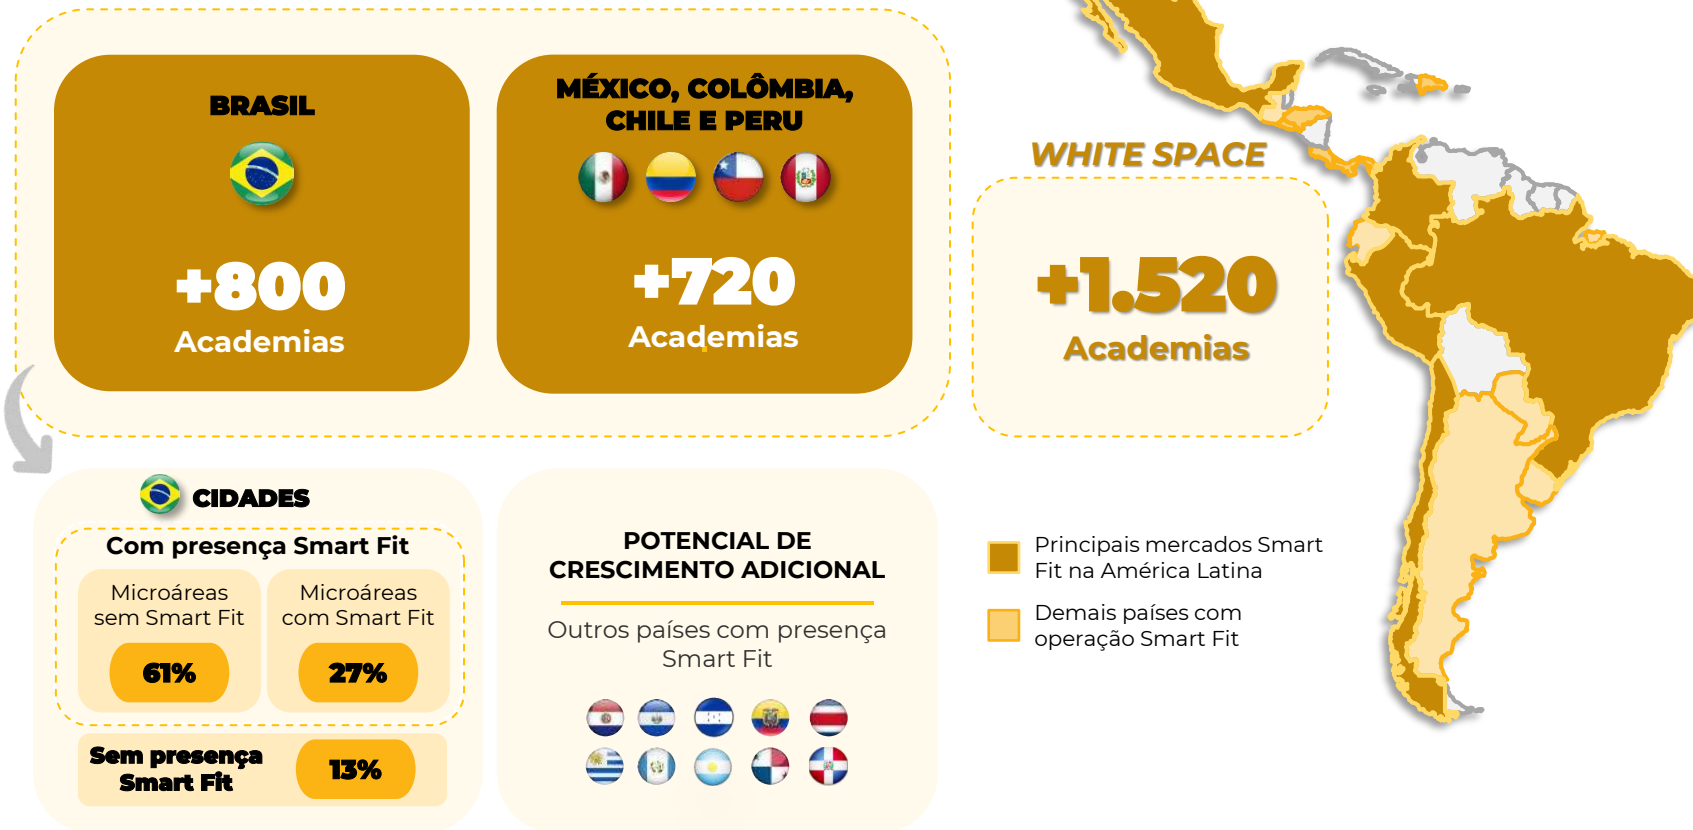 BRASIL
+800
Academias
MÉXICO, COLÔMBIA,
CHILE E PERU
+720
Academias
WHITE SPACE
+1.520
Academias
CIDADES
Com presença Smart Fit
Microáreas
sem Smart Fit
61%
Microáreas
com Smart Fit
27%
Sem presença
Smart Fit
13%
POTENCIAL DE
CRESCIMENTO ADICIONAL
Outros países com presença
Smart Fit
Principais mercados Smart
Fit na América Latina
Demais países com
operação Smart Fit